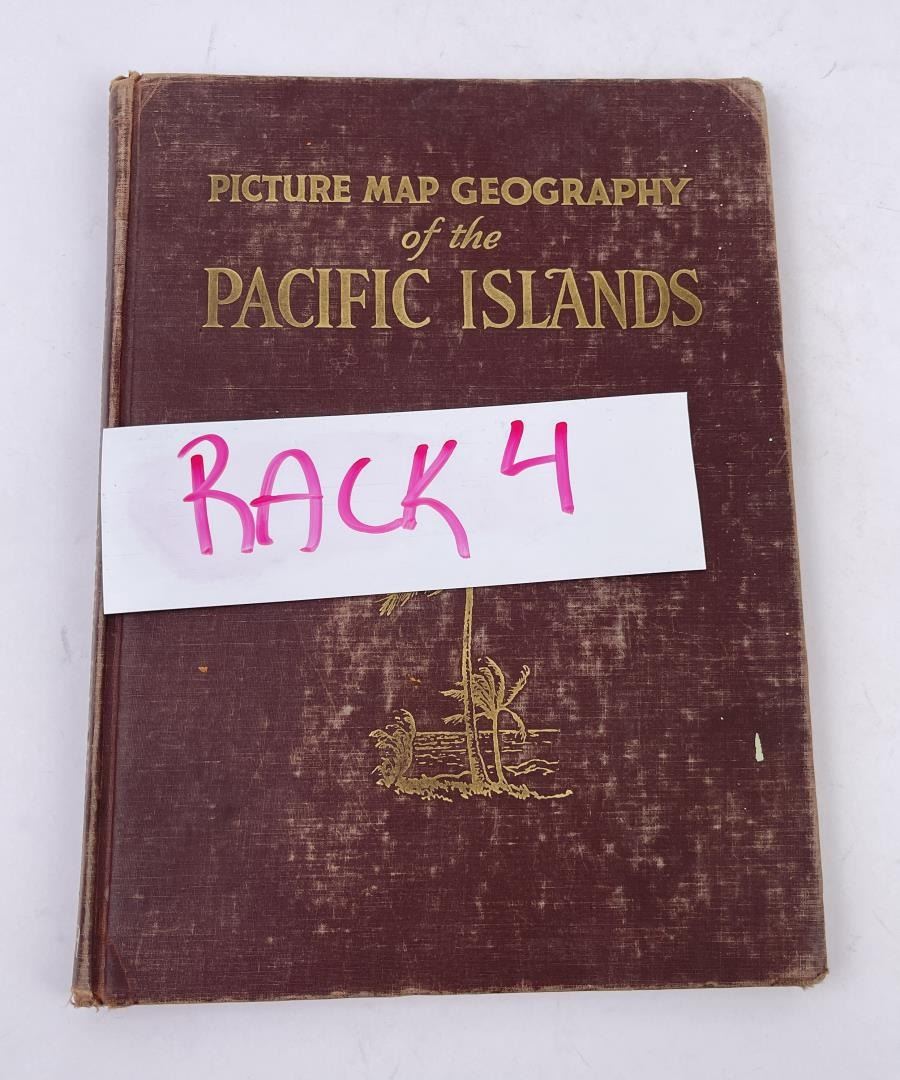 PICTURE MAP GEOGRAPHY
of the
PACIFIC ISLANDS
RACK 4